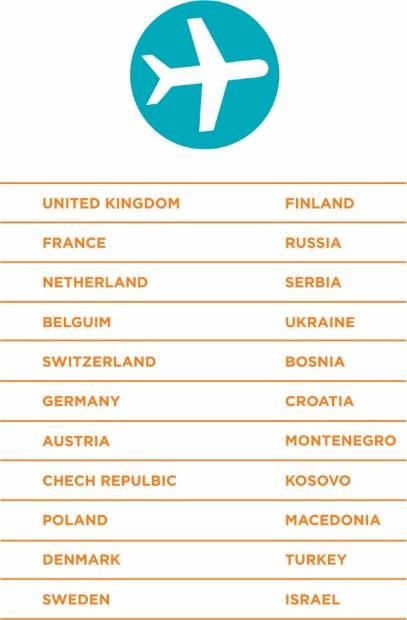 UNITED KINGDOM FINLAND
FRANCE RUSSIA
NETHERLAND SERBIA
BELGUIM UKRAINE
SWITZERLAND BOSNIA
GERMANY CROATIA
AUSTRIA MONTENEGRO
CHECH REPULBIC KOSOVO
POLAND MACEDONIA
DENMARK TURKEY
SWEDEN ISRAEL